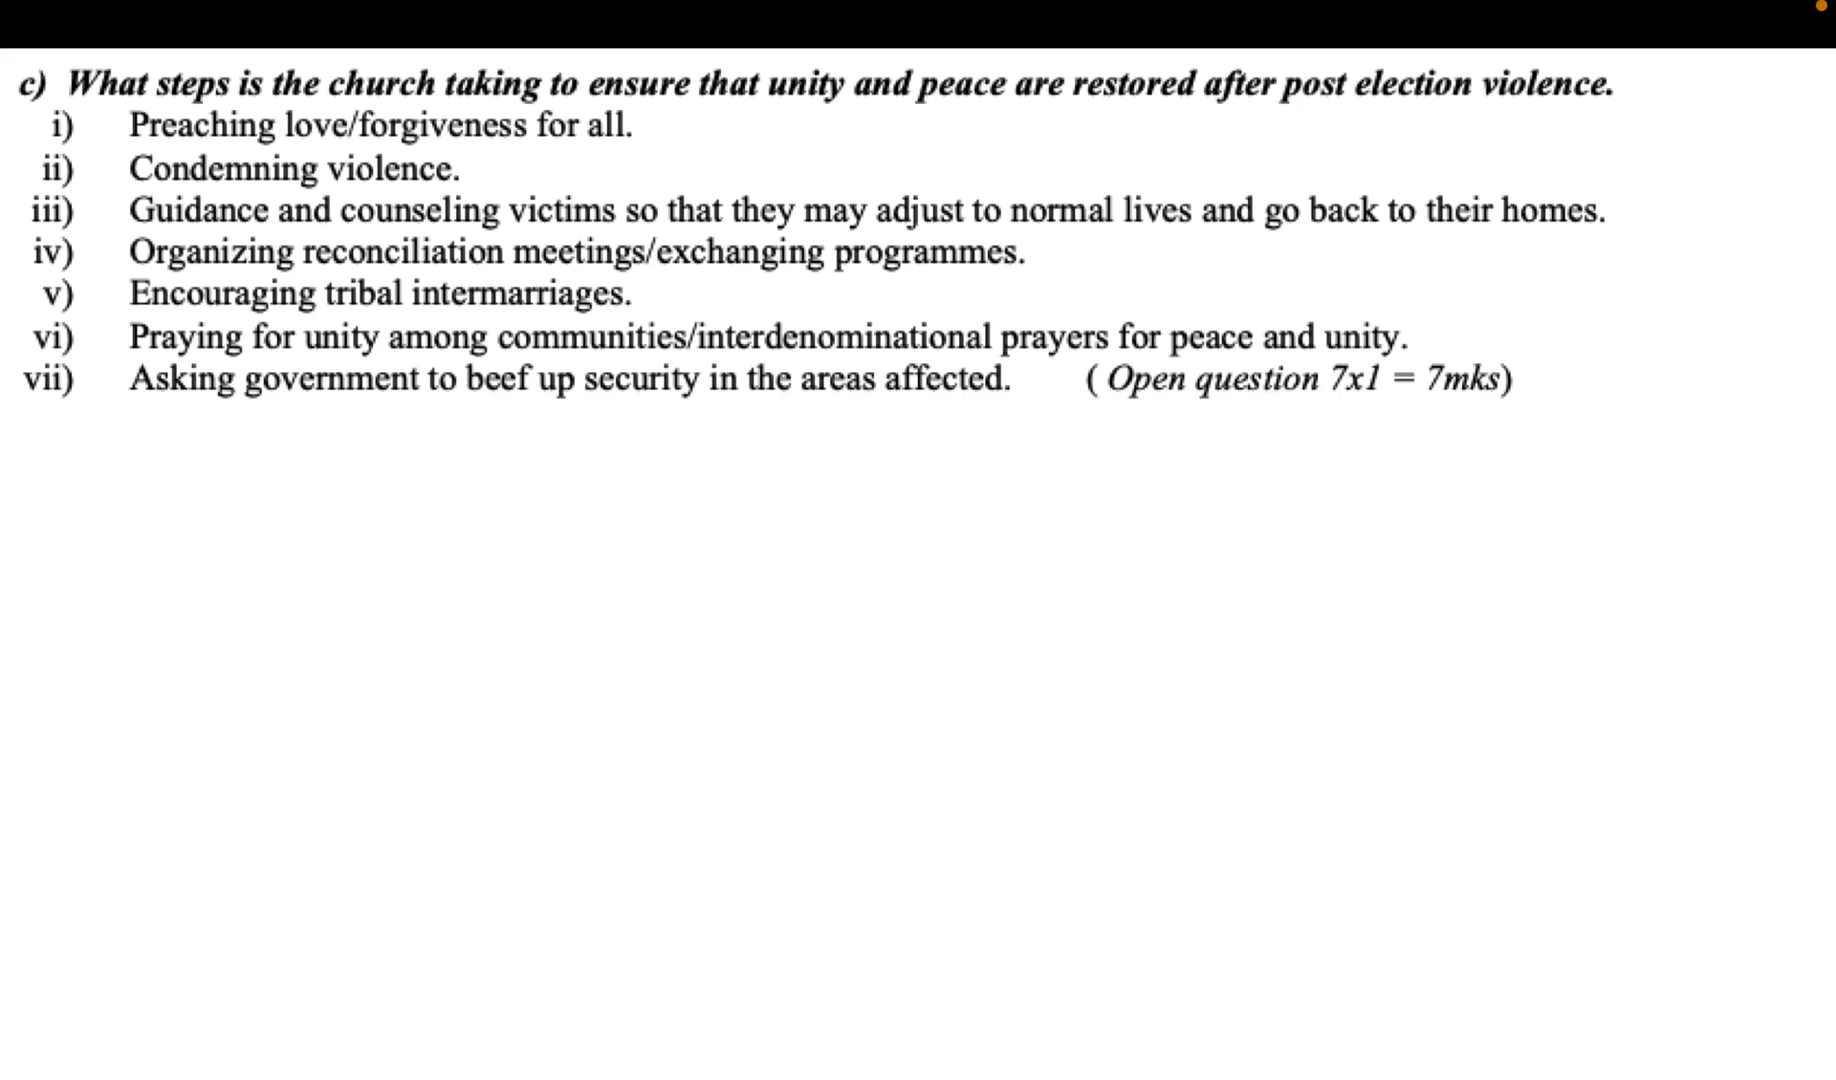 c) What steps is the church taking to ensure that unity and peace are restored after post election violence.
i) Preaching love/forgiveness for all.
ii) Condemning violence.
iii) Guidance and counseling victims so that they may adjust to normal lives and go back to their homes.
iv) Organizing reconciliation meetings/exchanging programmes.
v) Encouraging tribal intermarriages.
vi) Praying for unity among communities/interdenominational prayers for peace and unity.
vii) Asking government to beef up security in the areas affected. ( Open question 7x1 = 7mks)